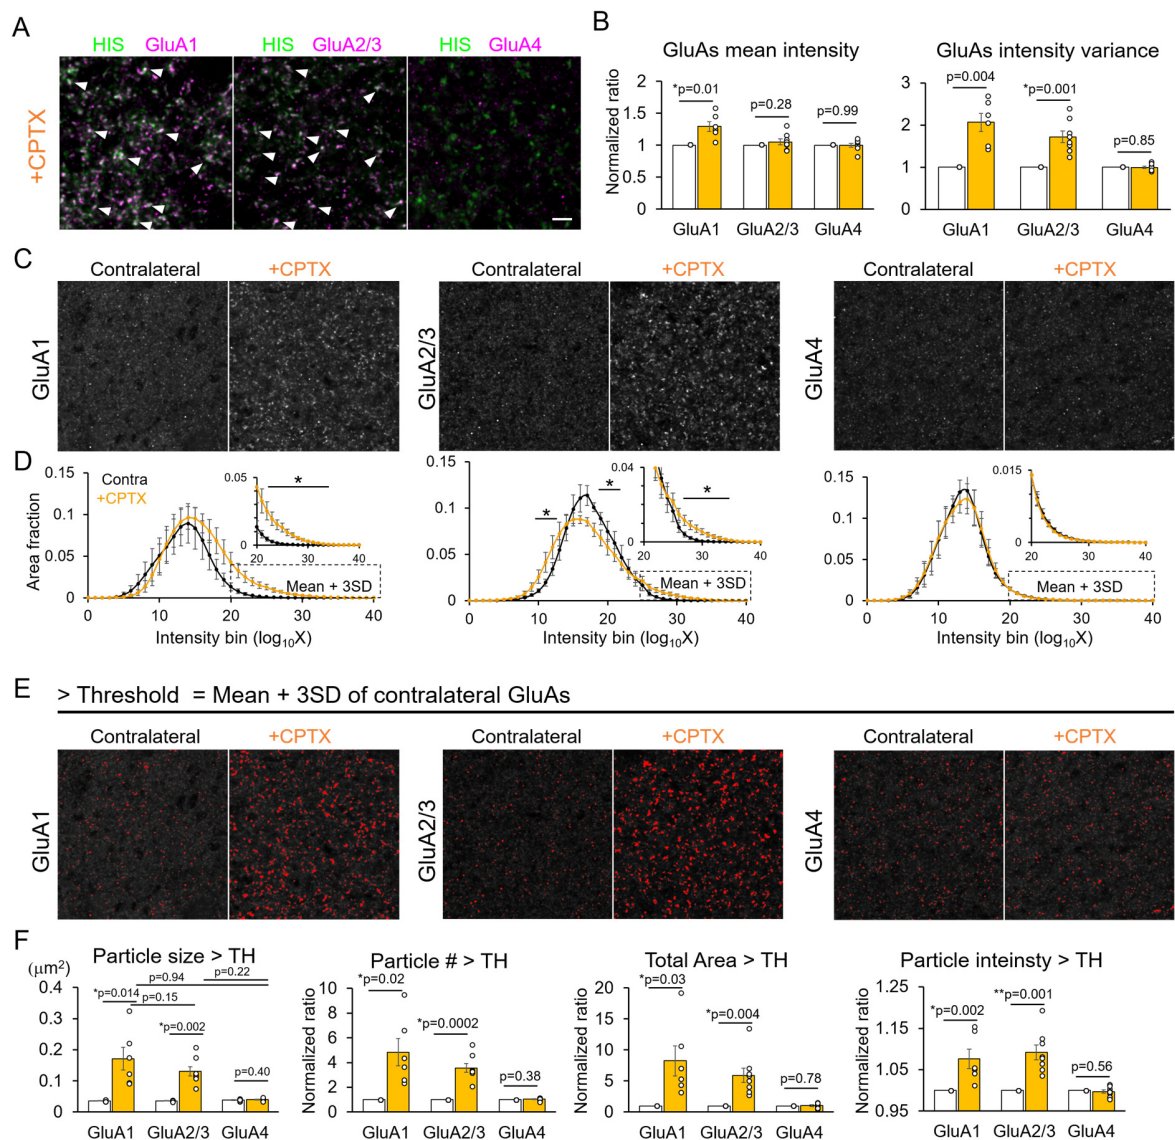 A
HIS GluA1 HIS GluA2/3 HIS GluA4
+CPTX
B
GluAs mean intensity
Normalized ratio
2
1.5
1
0.5
*p=0.01
p=0.28
p=0.99
GluA1 GluA2/3 GluA4
GluAs intensity variance
3
2
1
0
p=0.004
*p=0.001
p=0.85
GluA1 GluA2/3 GluA4
C
Contralateral +CPTX
GluA1
Contralateral +CPTX
GluA2/3
Contralateral +CPTX
GluA4
D
Area fraction
0.15
0.1
0.05
0
Contra
+CPTX
0.05
0
*
20 30 40
Mean + 3SD
0 10 20 30 40
Intensity bin (log10X)
0.15
0.10
0.05
0.00
*
*
0.04
0
*
20 30 40
Mean + 3SD
0 10 20 30 40
Intensity bin (log10X)
0.15
0.1
0.05
0
0.015
0
20 30 40
Mean + 3SD
0 10 20 30 40
Intensity bin (log10X)
E
> Threshold = Mean + 3SD of contralateral GluAs
Contralateral +CPTX
GluA1
Contralateral +CPTX
GluA2/3
Contralateral +CPTX
GluA4
F
Particle size > TH
(μm2)
0.4
0.3
0.2
0.1
0
p=0.94
p=0.22
*p=0.014
p=0.15
*p=0.002
p=0.40
GluA1 GluA2/3 GluA4
Particle # > TH
Normalized ratio
10
8
6
4
2
0
*p=0.02
*p=0.0002
p=0.38
GluA1 GluA2/3 GluA4
Total Area > TH
Normalized ratio
20
15
10
5
0
*p=0.03
*p=0.004
p=0.78
GluA1 GluA2/3 GluA4
Particle inteinsty > TH
Normalized ratio
1.25
1.15
1.05
0.95
*p=0.002
**p=0.001
p=0.56
GluA1 GluA2/3 GluA4